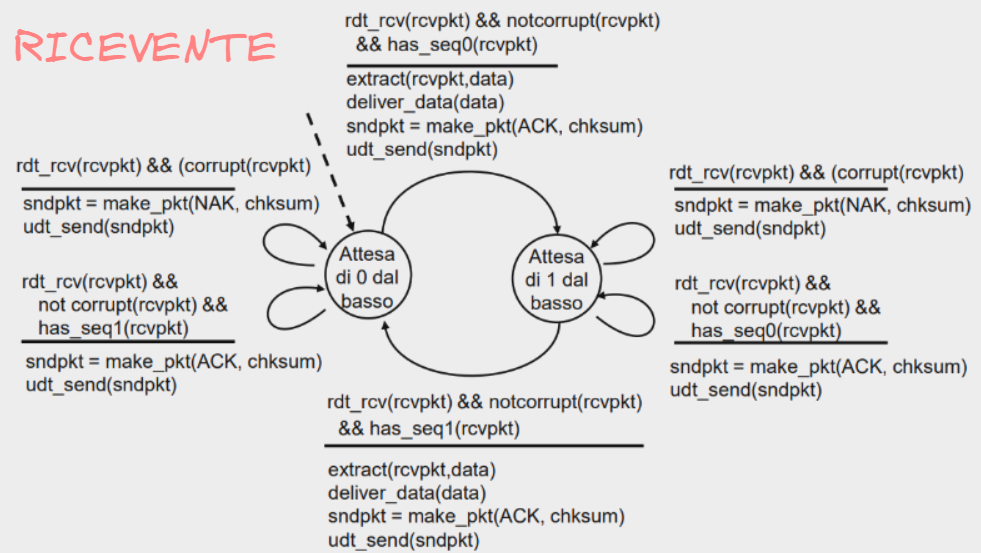 RICEVENTE
rdt_rcv(rcvpkt) && notcorrupt(rcvpkt)
&& has_seq0(rcvpkt)
extract(rcvpkt,data)
deliver_data(data)
sndpkt = make_pkt(ACK, chksum)
udt_send(sndpkt)
rdt_rcv(rcvpkt) && (corrupt(rcvpkt)
sndpkt = make_pkt(NAK, chksum)
udt_send(sndpkt)
rdt_rcv(rcvpkt) &&
not corrupt(rcvpkt) &&
has_seq1(rcvpkt)
sndpkt = make_pkt(ACK, chksum)
udt_send(sndpkt)
Attesa
di 0 dal
basso
Attesa
di 1 dal
basso
rdt_rcv(rcvpkt) && (corrupt(rcvpkt)
sndpkt = make_pkt(NAK, chksum)
udt_send(sndpkt)
rdt_rcv(rcvpkt) &&
not corrupt(rcvpkt) &&
has_seq0(rcvpkt)
sndpkt = make_pkt(ACK, chksum)
udt_send(sndpkt)
rdt_rcv(rcvpkt) && notcorrupt(rcvpkt)
&& has_seq1(rcvpkt)
extract(rcvpkt,data)
deliver_data(data)
sndpkt = make_pkt(ACK, chksum)
udt_send(sndpkt)